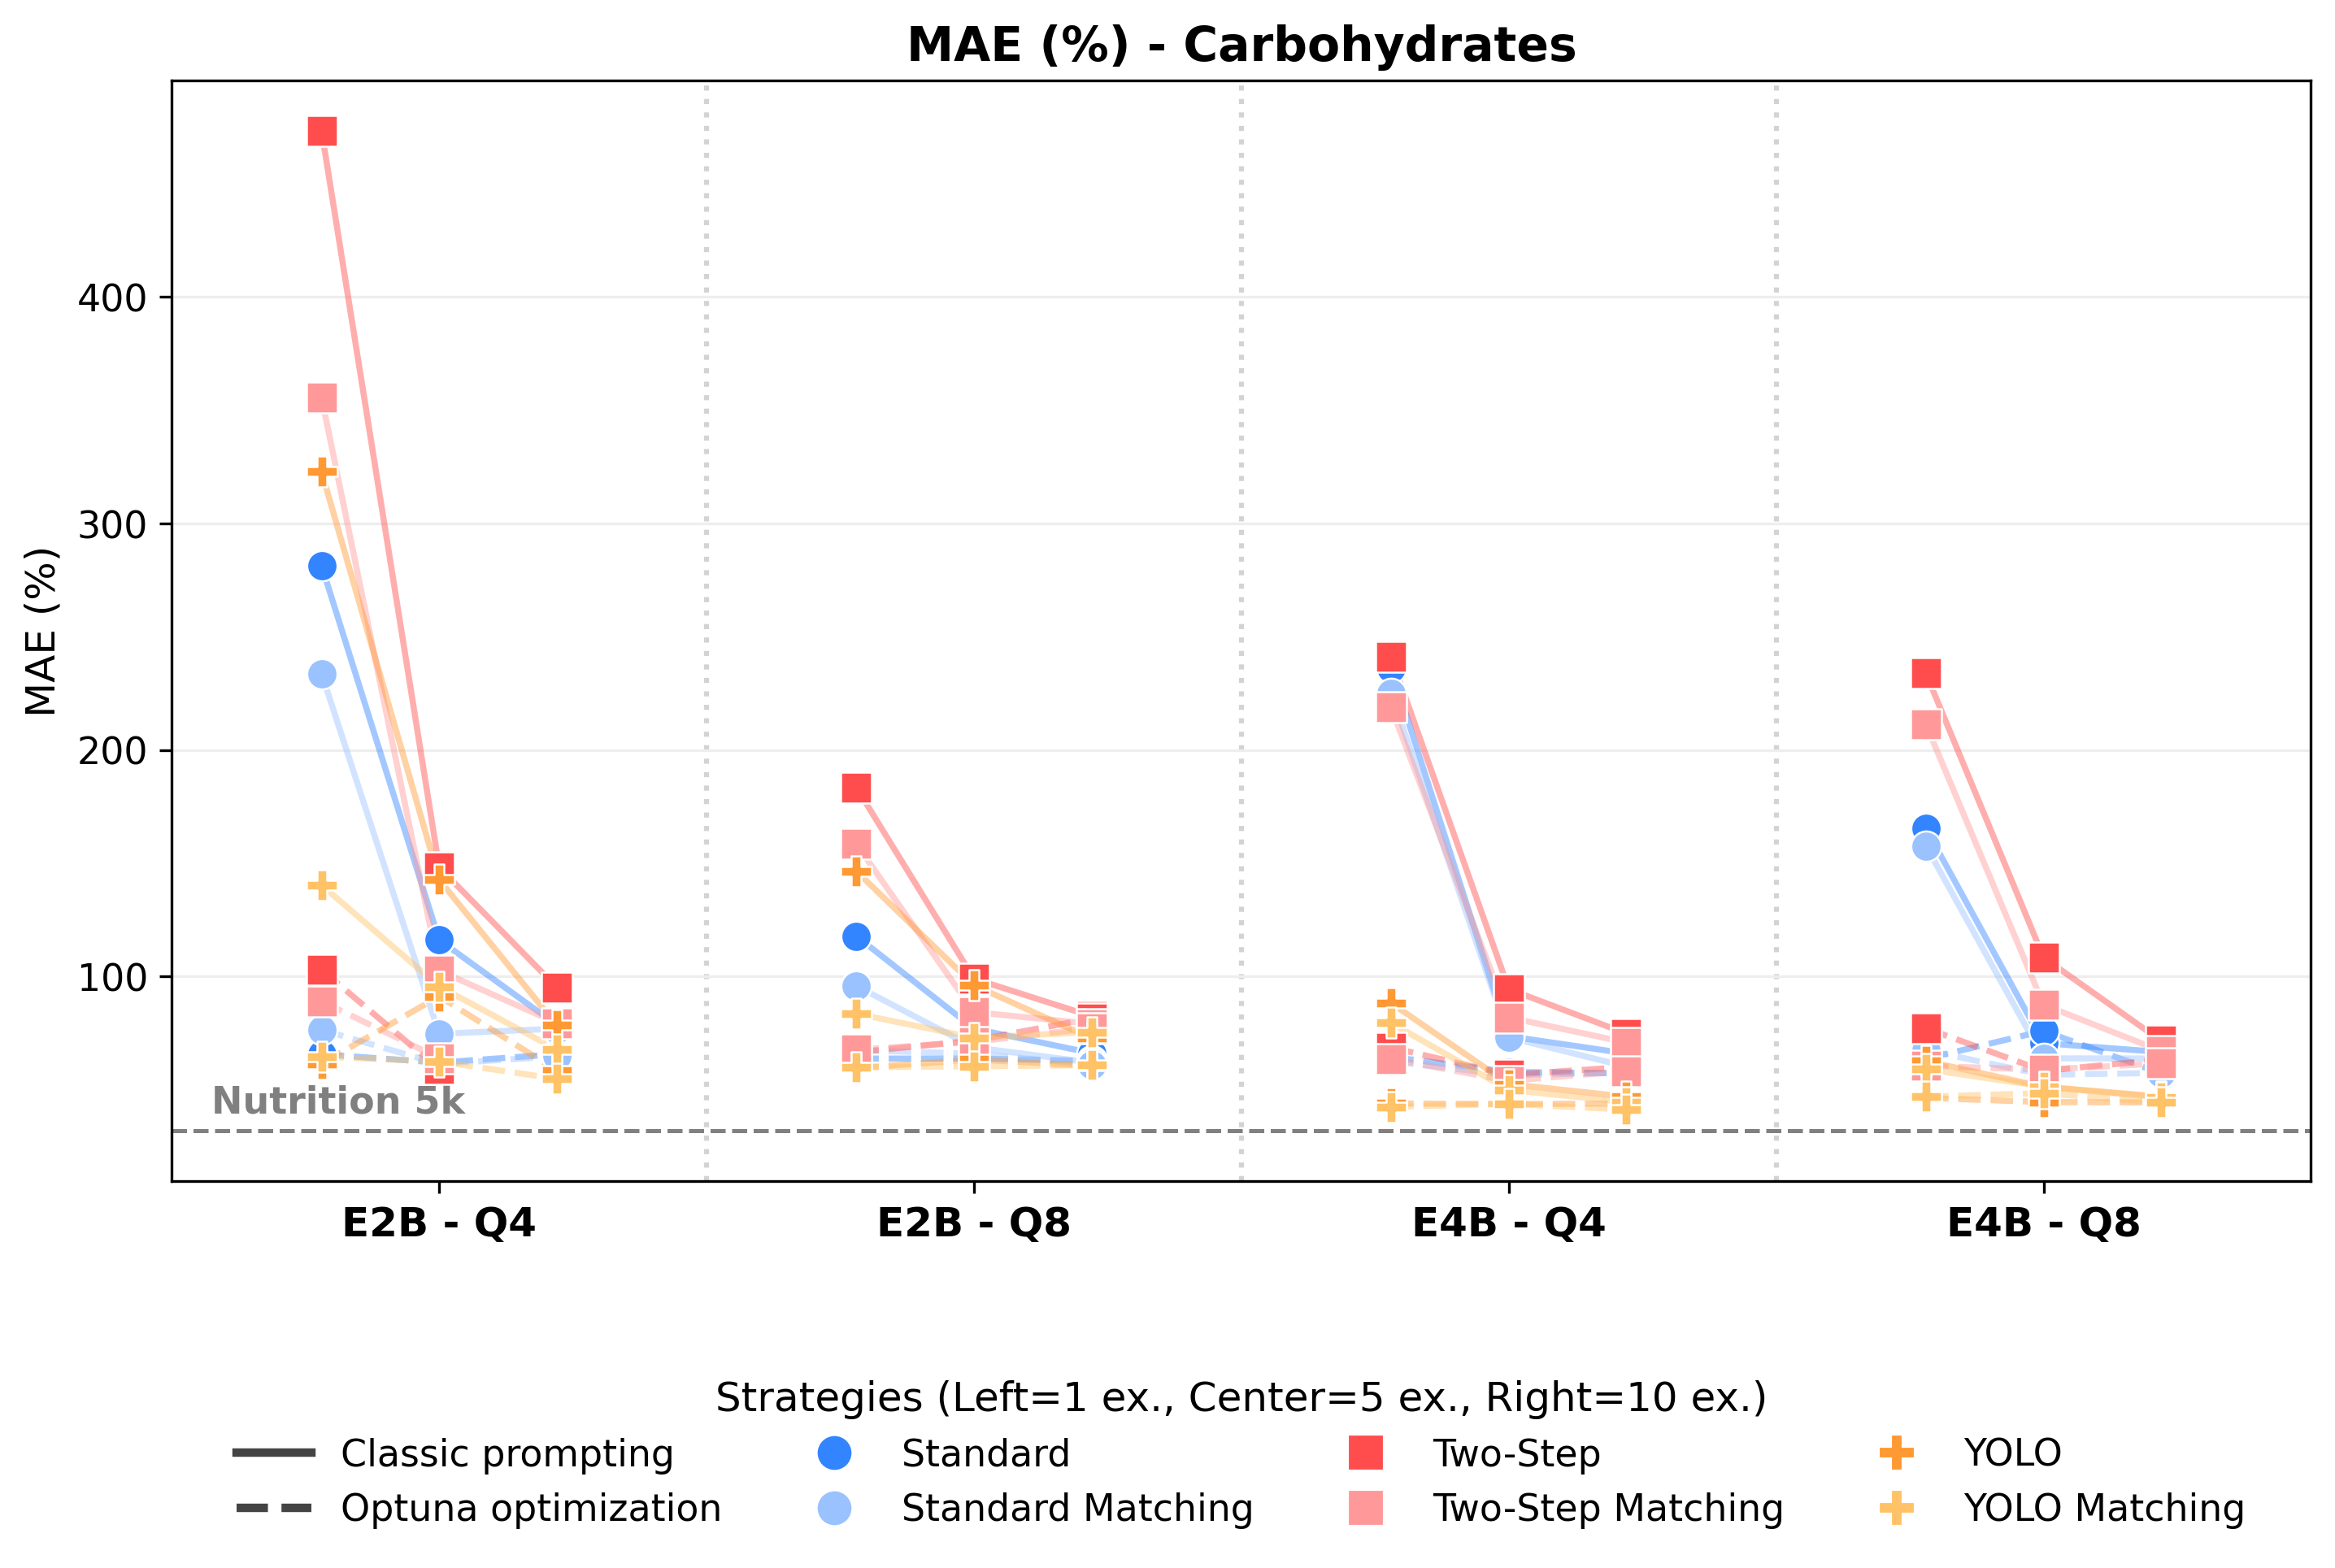 MAE (%) - Carbohydrates
MAE (%)
400
300
200
100
Nutrition 5k
E2B - Q4
E2B - Q8
E4B - Q4
E4B - Q8
Strategies (Left=1 ex., Center=5 ex., Right=10 ex.)
Classic prompting
Optuna optimization
Standard
Standard Matching
Two-Step
Two-Step Matching
YOLO
YOLO Matching